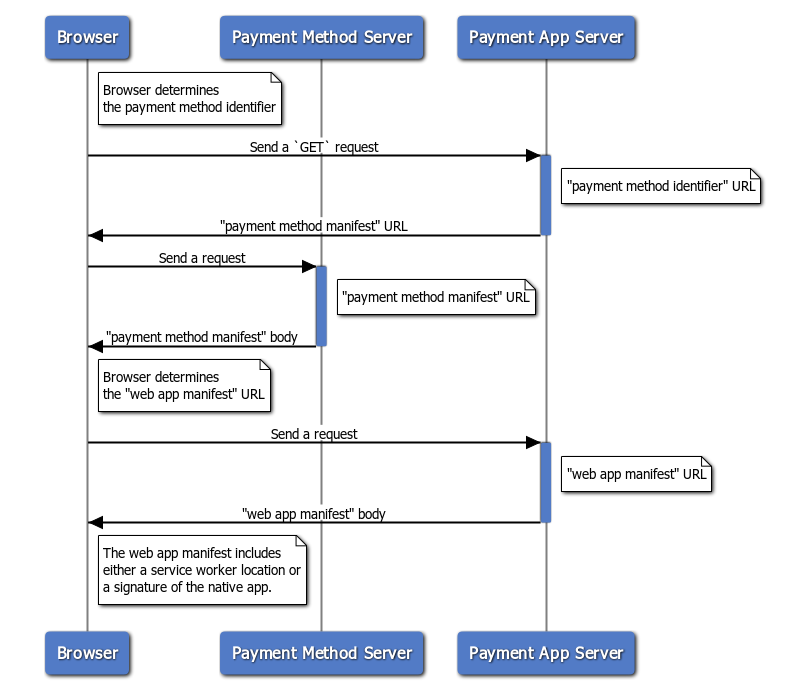 Browser
Payment Method Server
Payment App Server
Browser determines
the payment method identifier
Send a `GET` request
"payment method identifier" URL
"payment method manifest" URL
Send a request
"payment method manifest" URL
"payment method manifest" body
Browser determines
the "web app manifest" URL
Send a request
"web app manifest" URL
"web app manifest" body
The web app manifest includes
either a service worker location or
a signature of the native app.
Browser
Payment Method Server
Payment App Server